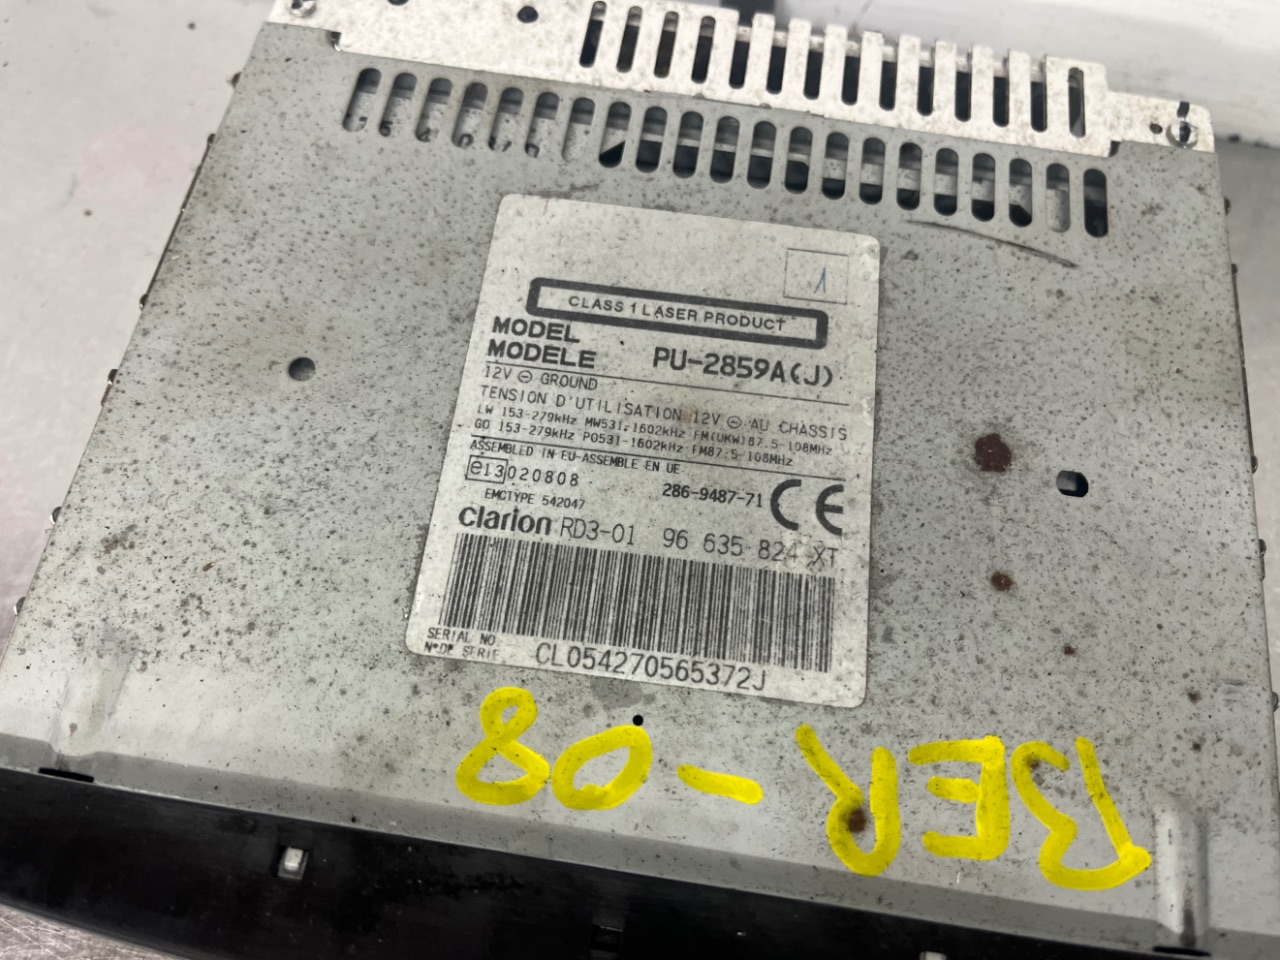 1
CLASS 1 LASER PRODUCT
MODEL
MODELE PU-2859A(J)
12V ⊖ GROUND
TENSION D'UTILISATION 12V ⊖ AU CHASSIS
LW 153-279kHz MW531-1602kHz FM(UKW)87.5-108MHz
GO 153-279kHz PO531-1602kHz FM87.5-108MHz
ASSEMBLED IN EU-ASSEMBLE EN UE
e13 020808 286-9487-71 CE
EMCTYPE 542047
clarion RD3-01 96 635 824 XT
SERIAL NO
N° DE SERIE CL054270565372J
BER-08